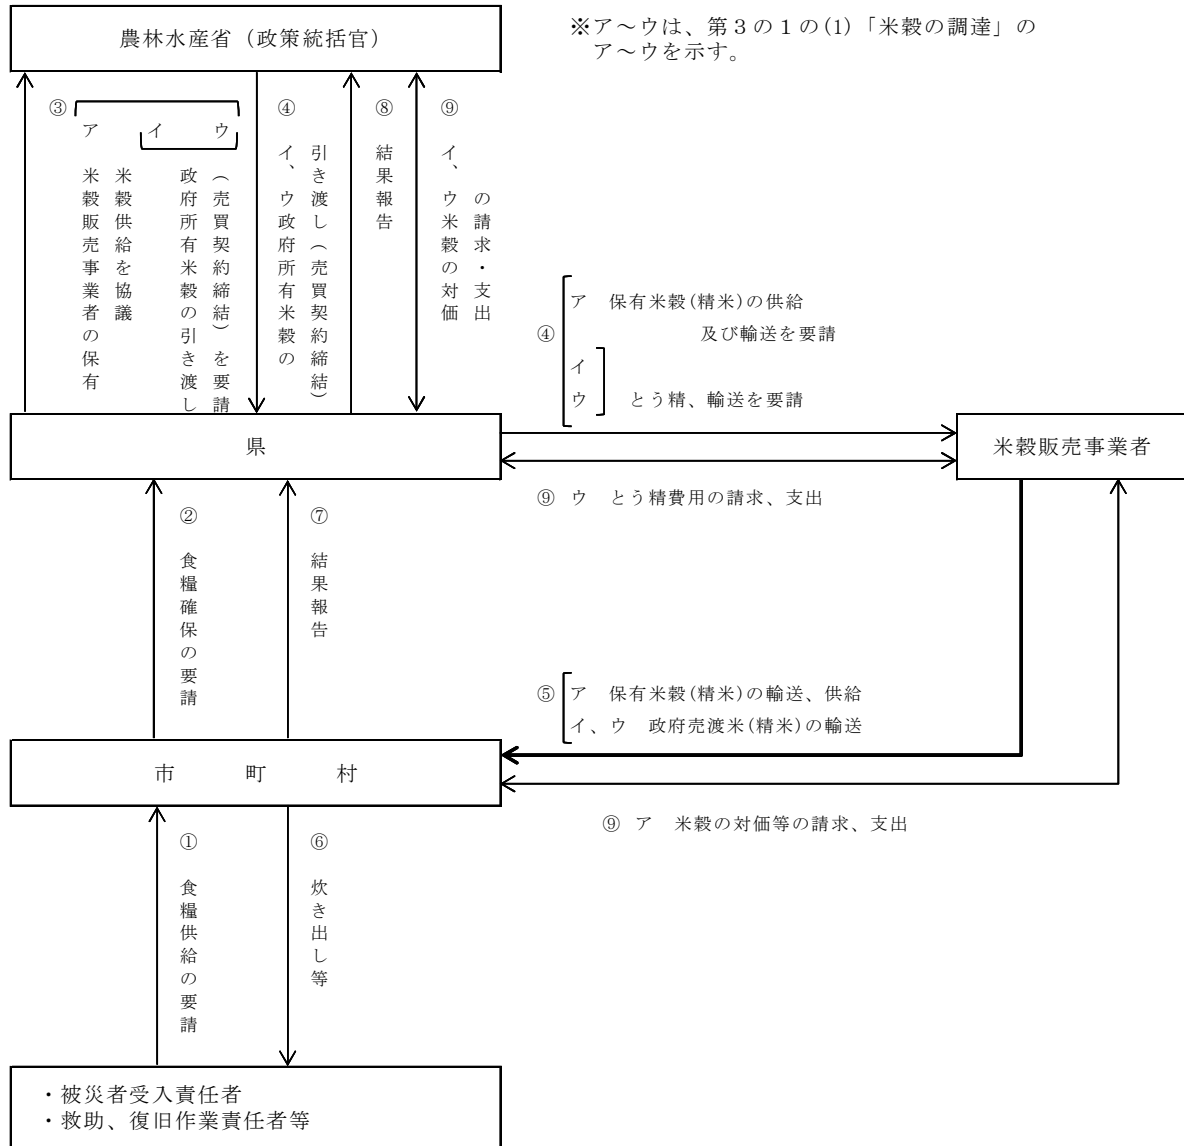 農林水産省（政策統括官）
※ア～ウは、第３の１の(1)「米穀の調達」の
ア～ウを示す。
③
ア
イ
ウ
米穀販売事業者の保有
米穀供給を協議
政府所有米穀の引き渡し
（売買契約締結）を要請
④
イ、ウ政府所有米穀の
引き渡し（売買契約締結）
⑧
結果報告
⑨
イ、ウ米穀の対価
の請求・支出
④
ア　保有米穀(精米)の供給
及び輸送を要請
イ
ウ　とう精、輸送を要請
県
米穀販売事業者
⑨　ウ　とう精費用の請求、支出
②
食糧確保の要請
⑦
結果報告
⑤
ア　保有米穀(精米)の輸送、供給
イ、ウ　政府売渡米(精米)の輸送
市　町　村
⑨　ア　米穀の対価等の請求、支出
①
食糧供給の要請
⑥
炊き出し等
・被災者受入責任者
・救助、復旧作業責任者等